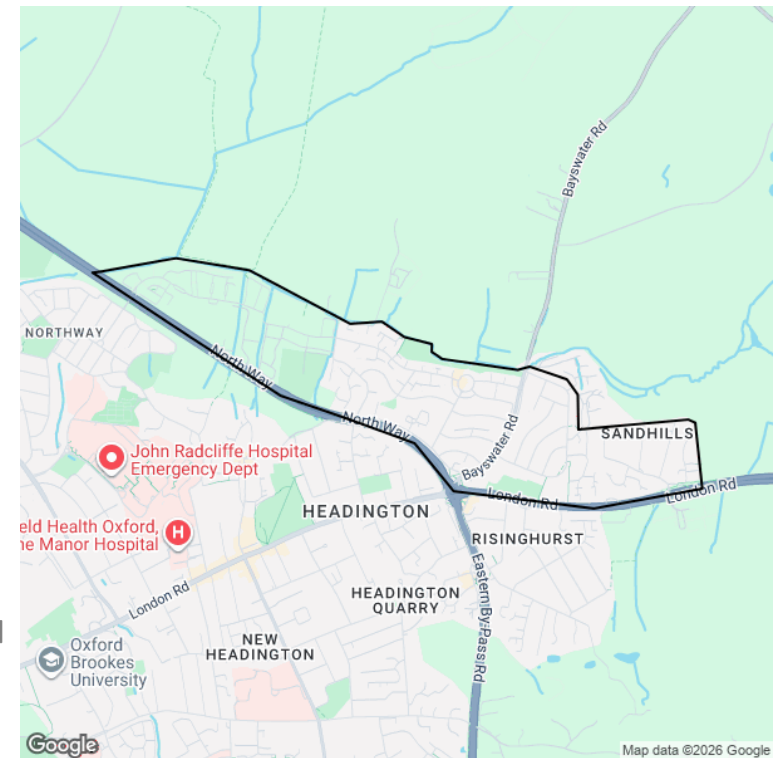 Bayswater Rd
NORTHWAY
North Way
North Way
John Radcliffe Hospital
Emergency Dept
Bayswater Rd
SANDHILLS
London Rd
London Rd
HEADINGTON
eld Health Oxford,
ne Manor Hospital
H
RISINGHURST
Eastern By-Pass Rd
HEADINGTON
QUARRY
London Rd
NEW
HEADINGTON
Oxford
Brookes
University
Google
Map data ©2026 Google